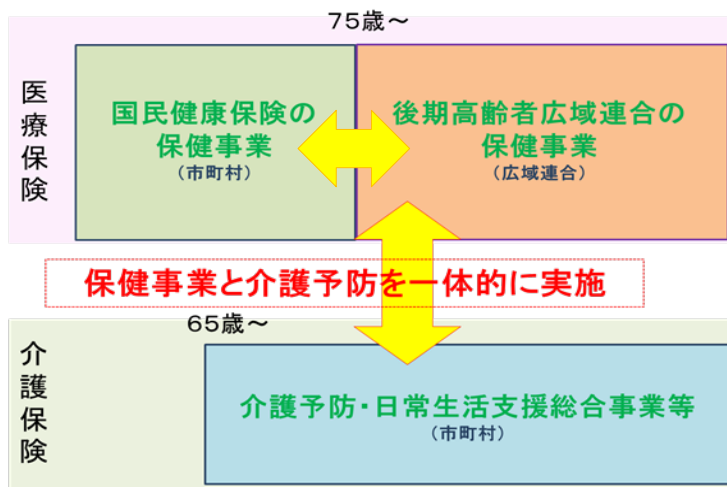 75歳～
医療保険
国民健康保険の
保健事業
(市町村)
後期高齢者広域連合の
保健事業
(広域連合)
保健事業と介護予防を一体的に実施
65歳～
介護保険
介護予防・日常生活支援総合事業等
(市町村)